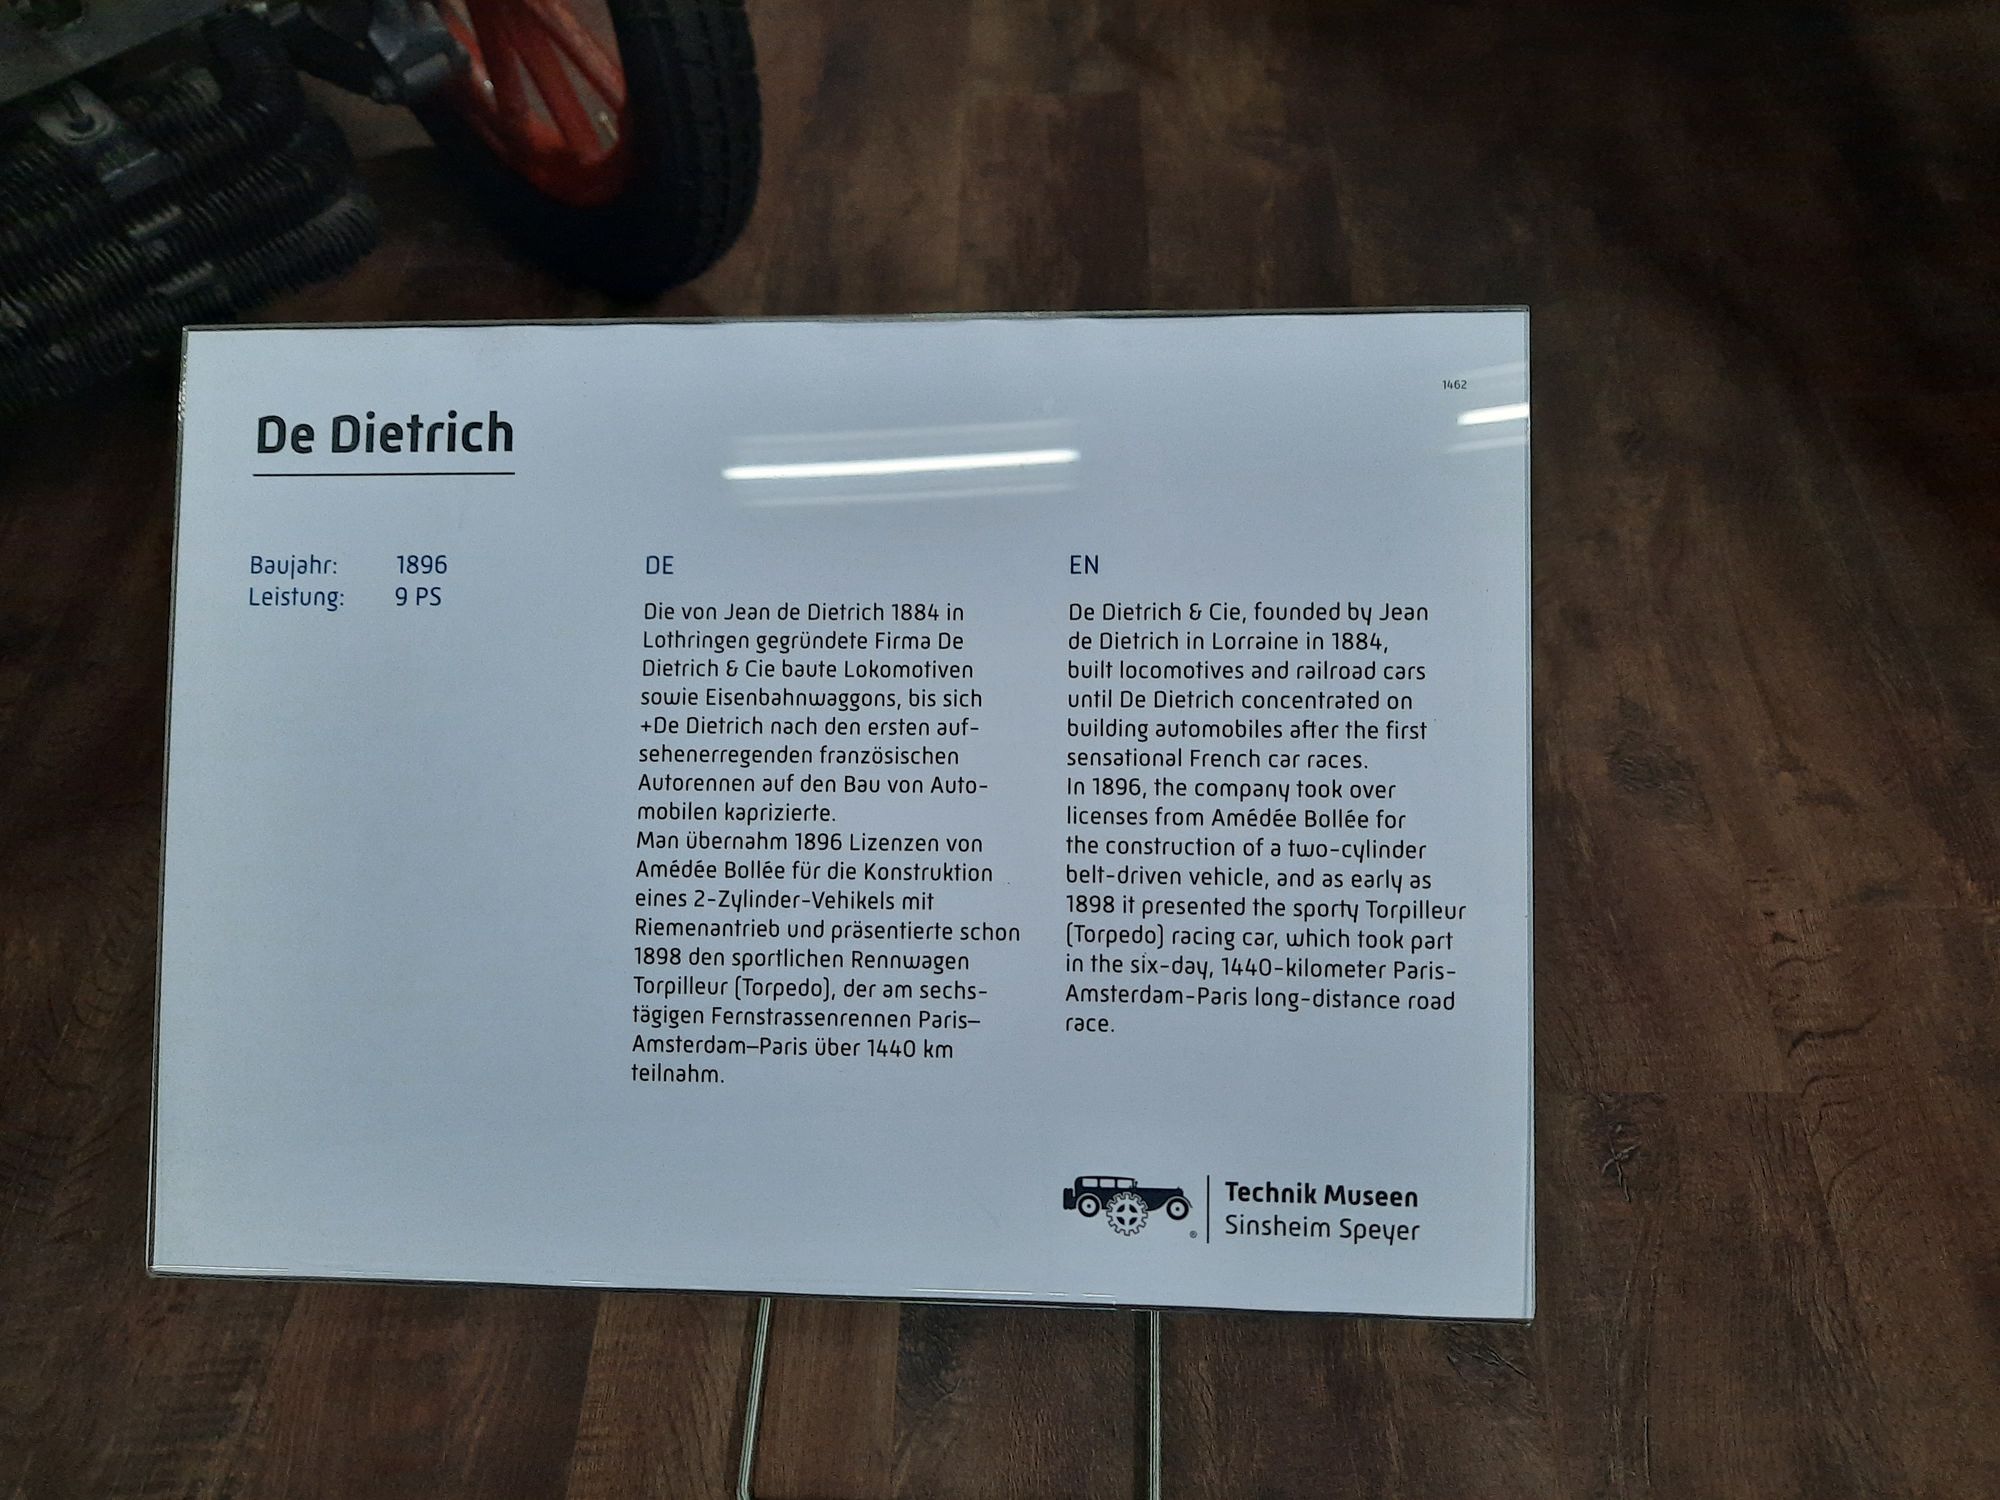 1462
De Dietrich
Baujahr: 1896
Leistung: 9 PS
DE
Die von Jean de Dietrich 1884 in
Lothringen gegründete Firma De
Dietrich & Cie baute Lokomotiven
sowie Eisenbahnwaggons, bis sich
+De Dietrich nach den ersten auf-
sehenerregenden französischen
Autorennen auf den Bau von Auto-
mobilen kaprizierte.
Man übernahm 1896 Lizenzen von
Amédée Bollée für die Konstruktion
eines 2-Zylinder-Vehikels mit
Riemenantrieb und präsentierte schon
1898 den sportlichen Rennwagen
Torpilleur (Torpedo), der am sechs-
tägigen Fernstrassenrennen Paris–
Amsterdam–Paris über 1440 km
teilnahm.
EN
De Dietrich & Cie, founded by Jean
de Dietrich in Lorraine in 1884,
built locomotives and railroad cars
until De Dietrich concentrated on
building automobiles after the first
sensational French car races.
In 1896, the company took over
licenses from Amédée Bollée for
the construction of a two-cylinder
belt-driven vehicle, and as early as
1898 it presented the sporty Torpilleur
(Torpedo) racing car, which took part
in the six-day, 1440-kilometer Paris-
Amsterdam-Paris long-distance road
race.
®
Technik Museen
Sinsheim Speyer